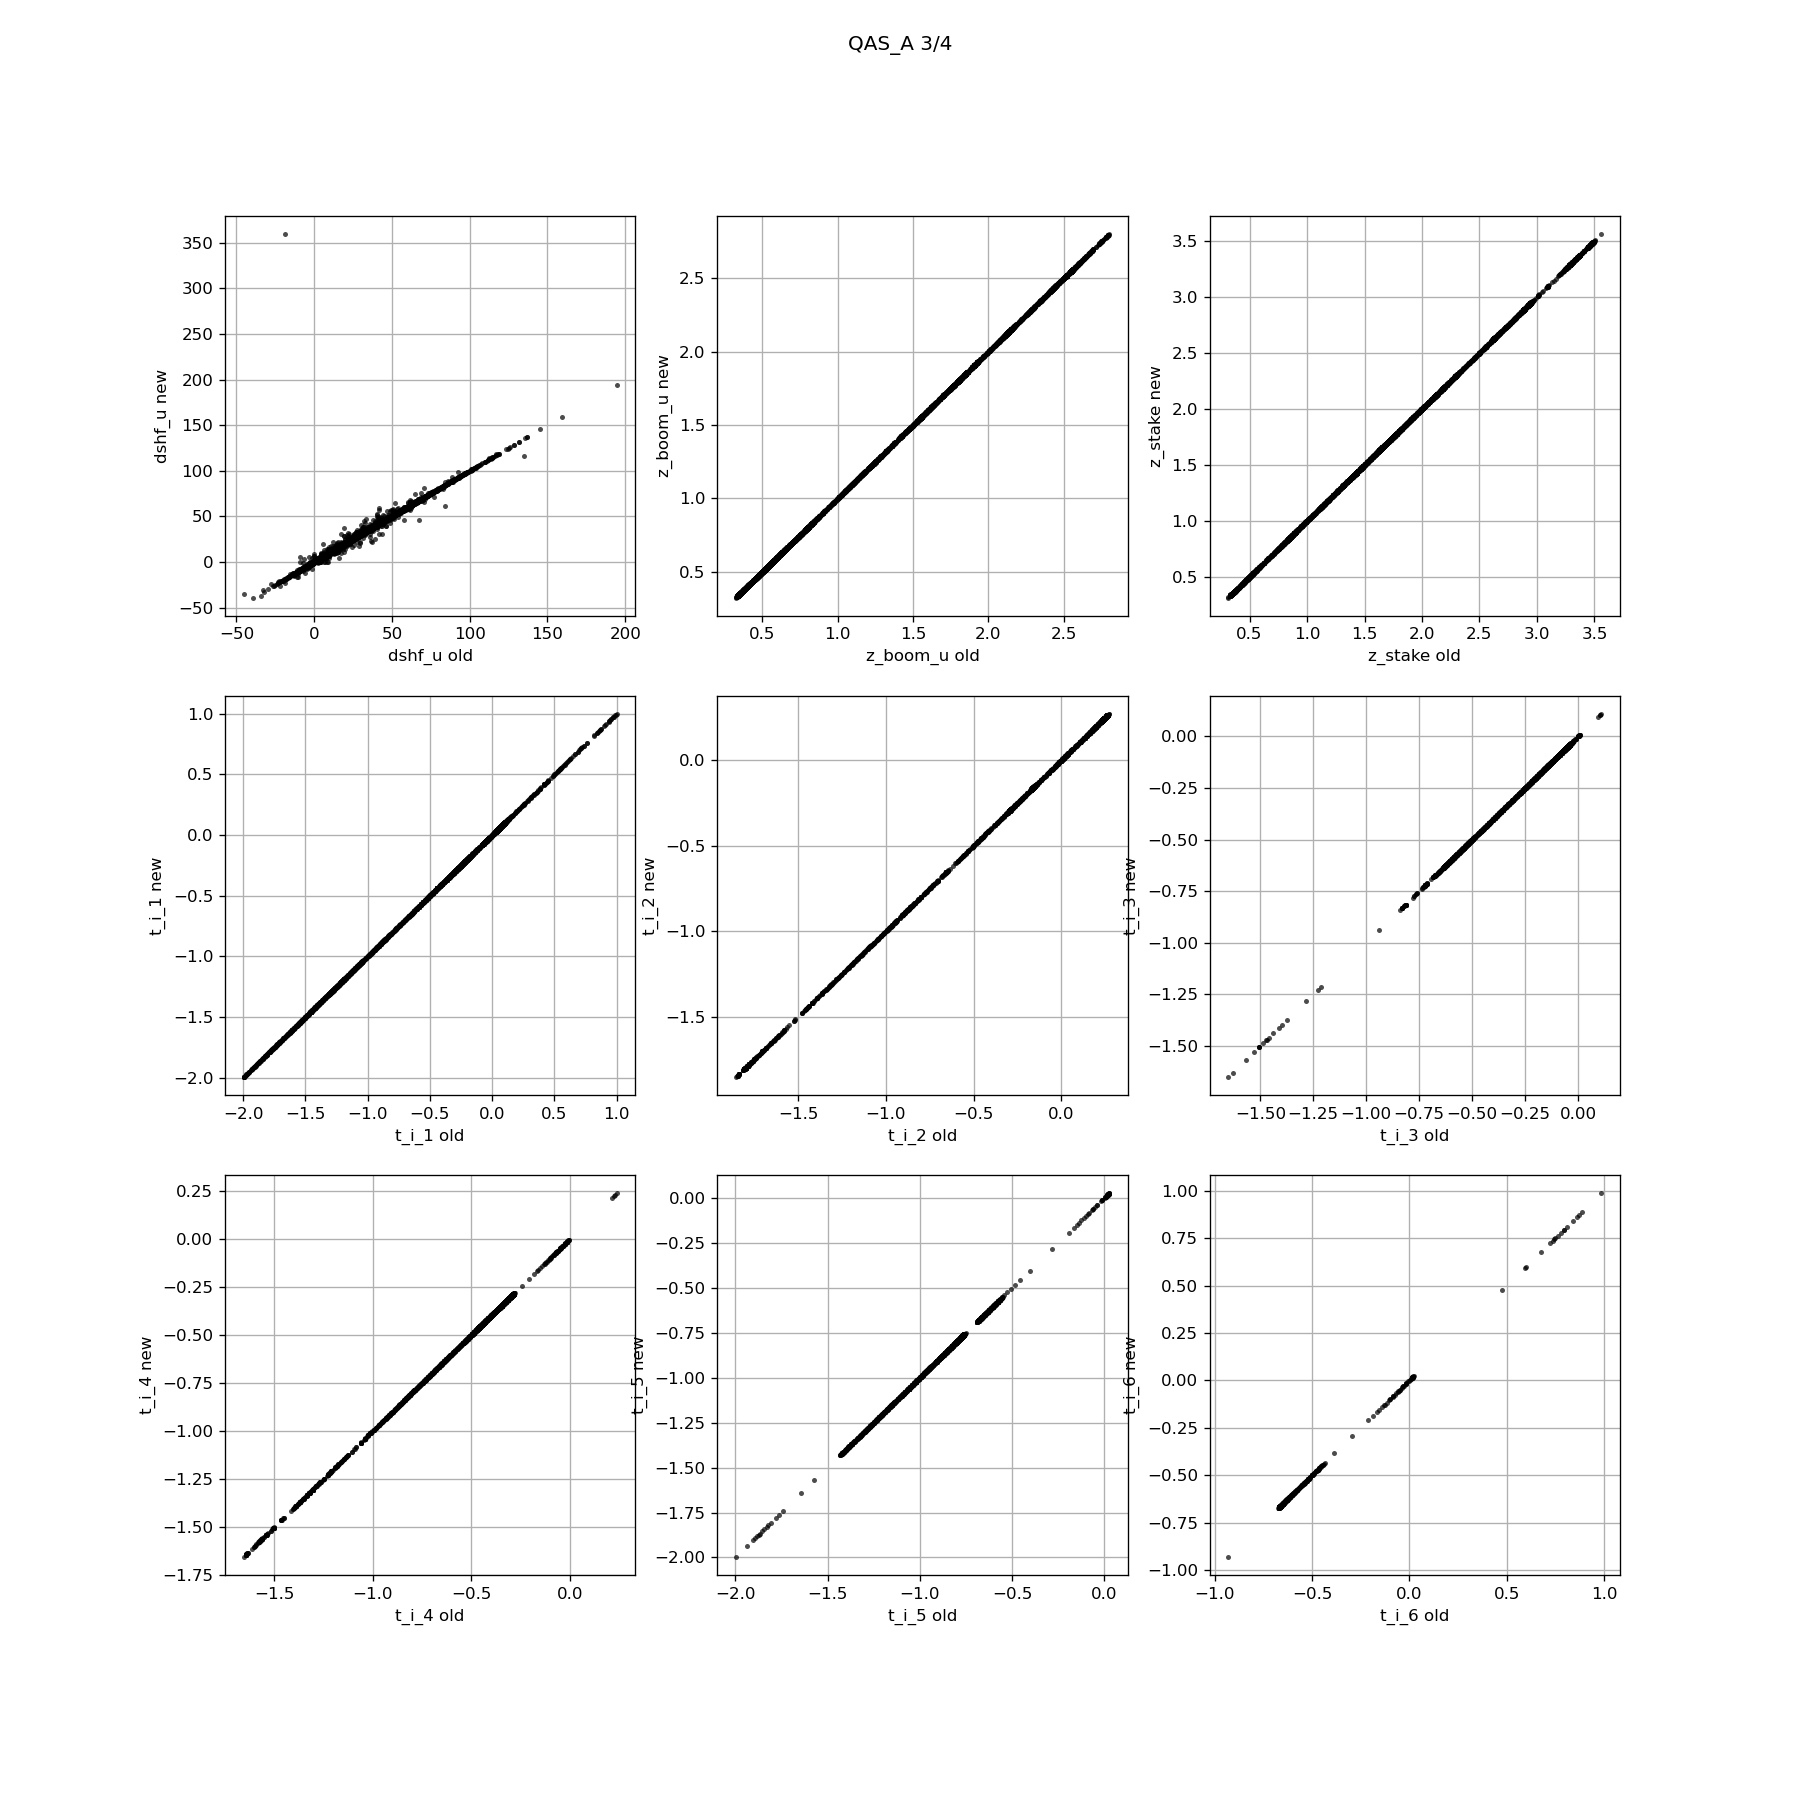 QAS_A 3/4
350
300
250
200
150
100
50
0
−50
dshf_u new
−50 0 50 100 150 200
dshf_u old
2.5
2.0
1.5
1.0
0.5
z_boom_u new
0.5 1.0 1.5 2.0 2.5
z_boom_u old
3.5
3.0
2.5
2.0
1.5
1.0
0.5
z_stake new
0.5 1.0 1.5 2.0 2.5 3.0 3.5
z_stake old
1.0
0.5
0.0
−0.5
−1.0
−1.5
−2.0
t_i_1 new
−2.0 −1.5 −1.0 −0.5 0.0 0.5 1.0
t_i_1 old
0.0
−0.5
−1.0
−1.5
t_i_2 new
−1.5 −1.0 −0.5 0.0
t_i_2 old
0.00
−0.25
−0.50
−0.75
−1.00
−1.25
−1.50
t_i_3 new
−1.50 −1.25 −1.00 −0.75 −0.50 −0.25 0.00
t_i_3 old
0.25
0.00
−0.25
−0.50
−0.75
−1.00
−1.25
−1.50
−1.75
t_i_4 new
−1.5 −1.0 −0.5 0.0
t_i_4 old
0.00
−0.25
−0.50
−0.75
−1.00
−1.25
−1.50
−1.75
−2.00
t_i_5 new
−2.0 −1.5 −1.0 −0.5 0.0
t_i_5 old
1.00
0.75
0.50
0.25
0.00
−0.25
−0.50
−0.75
−1.00
t_i_6 new
−1.0 −0.5 0.0 0.5 1.0
t_i_6 old